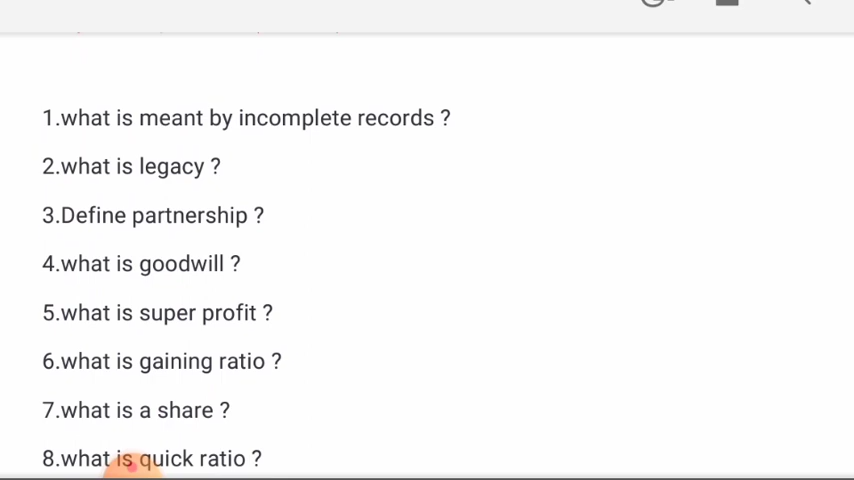 1.what is meant by incomplete records ?
2.what is legacy ?
3.Define partnership ?
4.what is goodwill ?
5.what is super profit ?
6.what is gaining ratio ?
7.what is a share ?
8.what is quick ratio ?